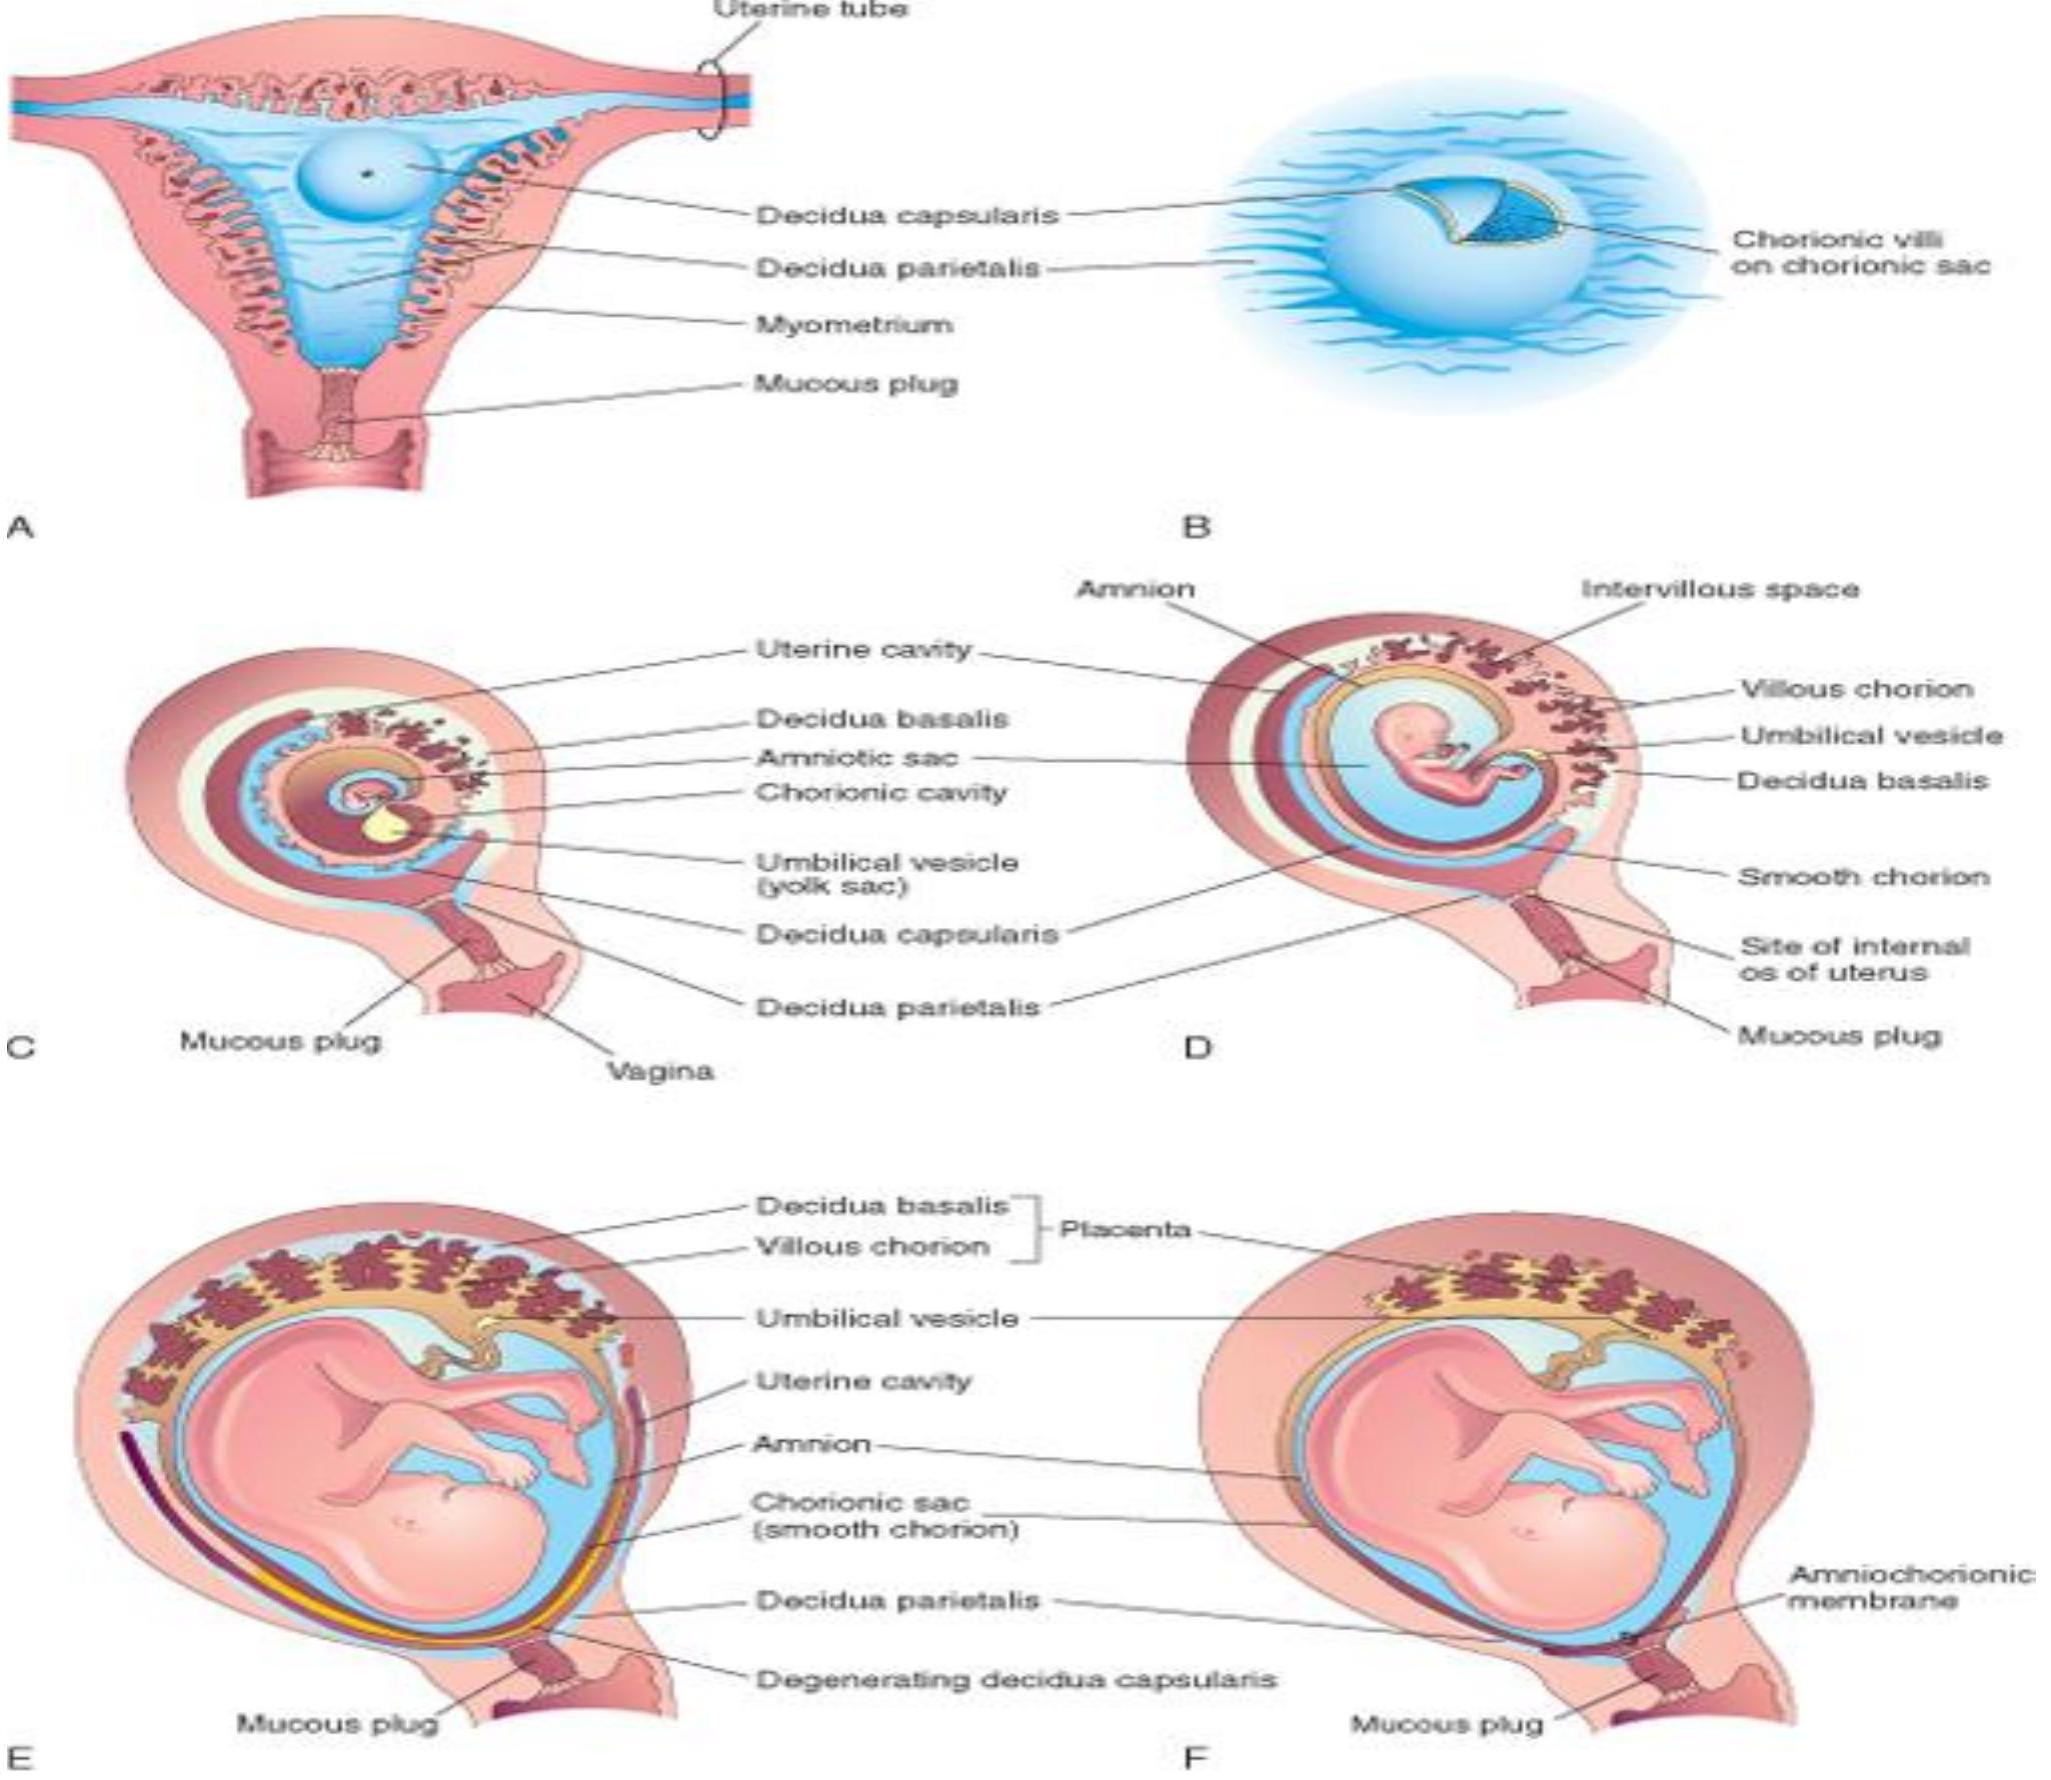 Uterine tube
Decidua capsularis
Decidua parietalis
Myometrium
Mucous plug
Chorionic villi
on chorionic sac
A
B
Amnion
Intervillous space
Uterine cavity
Decidua basalis
Amniotic sac
Chorionic cavity
Umbilical vesicle
(yolk sac)
Decidua capsularis
Decidua parietalis
Villous chorion
Umbilical vesicle
Decidua basalis
Smooth chorion
Site of internal
os of uterus
Mucous plug
Mucous plug
Vagina
C
D
Decidua basalis
Villous chorion
Placenta
Umbilical vesicle
Uterine cavity
Amnion
Chorionic sac
(smooth chorion)
Decidua parietalis
Degenerating decidua capsularis
Amniochorionic
membrane
Mucous plug
Mucous plug
E
F